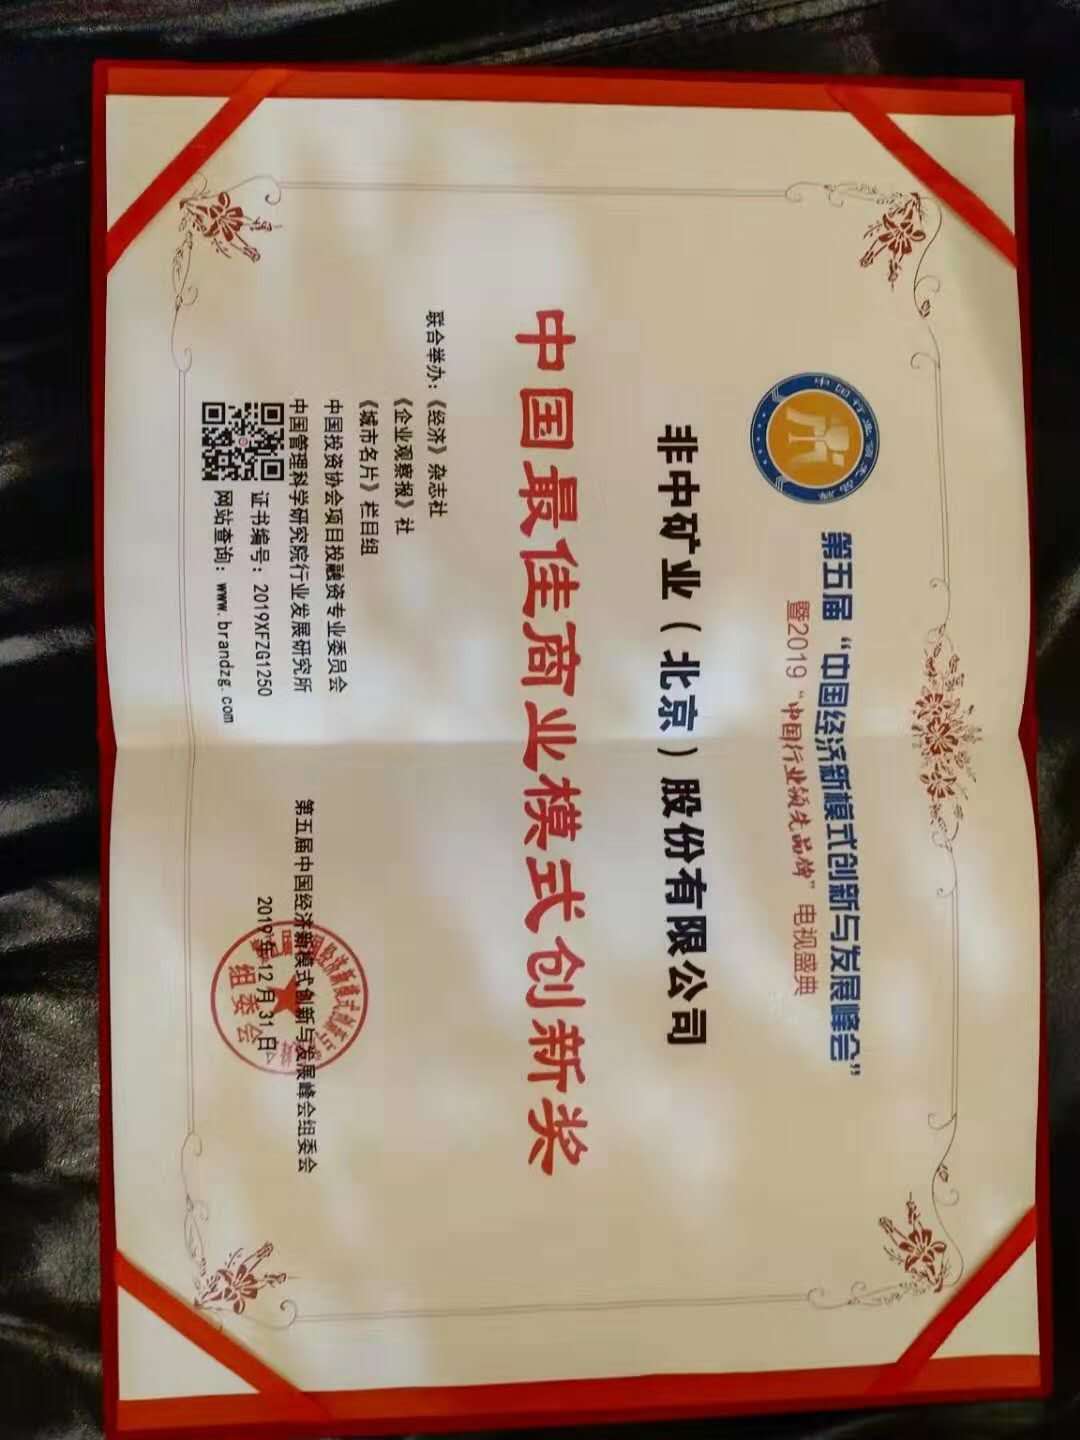 中国行业领先品牌
第五届“中国经济新模式创新与发展峰会”
暨2019“中国行业领先品牌”电视盛典
非中矿业（北京）股份有限公司
中国最佳商业模式创新奖
联合举办：《经济》杂志社
《企业观察报》社
《城市名片》栏目组
中国投资协会项目投融资专业委员会
中国管理科学研究院行业发展研究所
证书编号：2019XFZG1250
网站查询：www.brandzg.com
第五届中国经济新模式创新与发展峰会组委会
2019年12月31日
组委会